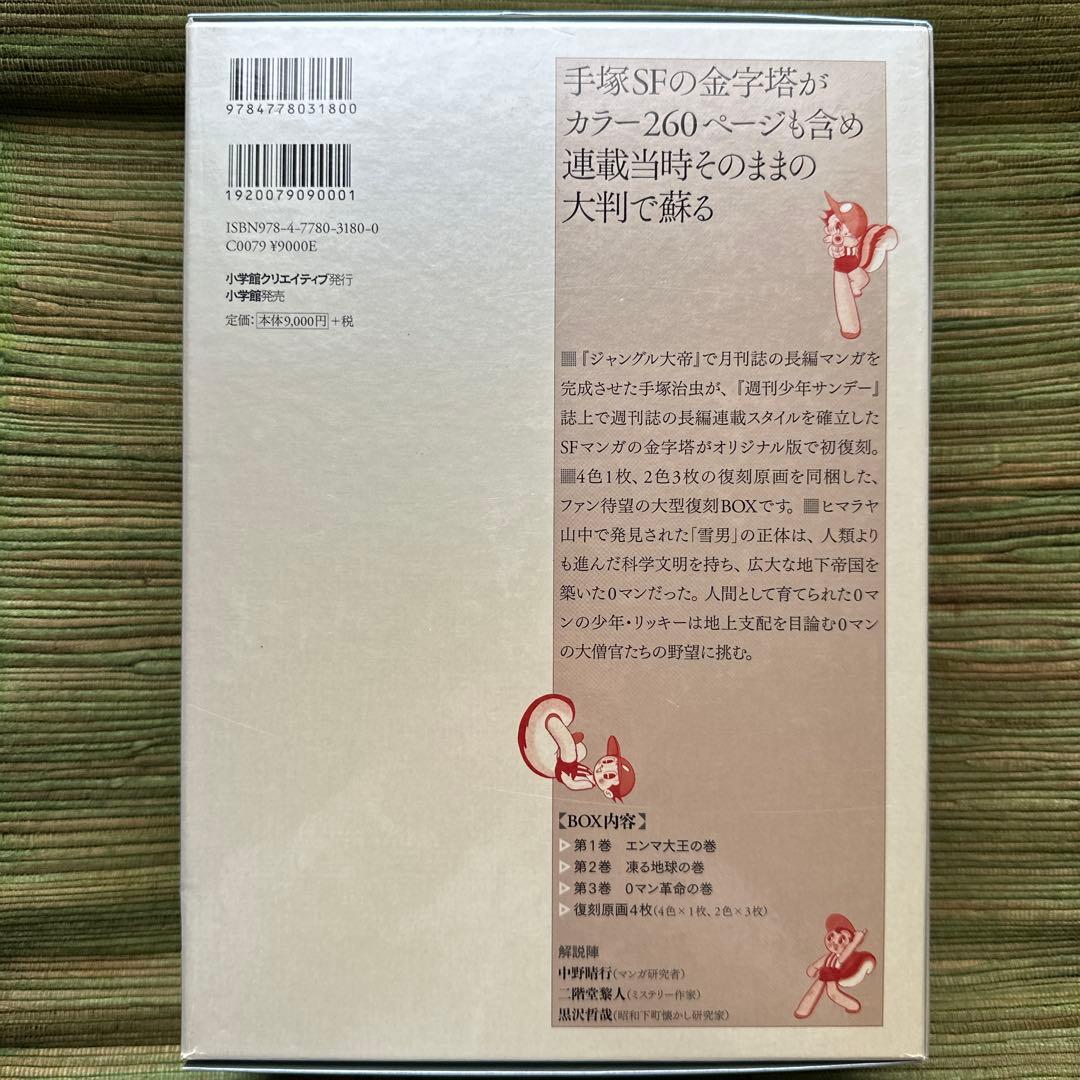 9784778031800
1920079090001
ISBN978-4-7780-3180-0
C0079 ¥9000E
小学館クリエイティブ発行
小学館発売
定価：本体9,000円＋税
手塚SFの金字塔が
カラー260ページも含め
連載当時そのままの
大判で蘇る
▦『ジャングル大帝』で月刊誌の長編マンガを
完成させた手塚治虫が、『週刊少年サンデー』
誌上で週刊誌の長編連載スタイルを確立した
SFマンガの金字塔がオリジナル版で初復刻。
▦4色1枚、2色3枚の復刻原画を同梱した、
ファン待望の大型復刻BOXです。▦ヒマラヤ
山中で発見された「雪男」の正体は、人類より
も進んだ科学文明を持ち、広大な地下帝国を
築いた0マンだった。人間として育てられた0マ
ンの少年・リッキーは地上支配を目論む0マン
の大僧官たちの野望に挑む。
【BOX内容】
▷第1巻 エンマ大王の巻
▷第2巻 凍る地球の巻
▷第3巻 0マン革命の巻
▷復刻原画4枚（4色×1枚、2色×3枚）
解説陣
中野晴行（マンガ研究者）
二階堂黎人（ミステリー作家）
黒沢哲哉（昭和下町懐かし研究家）